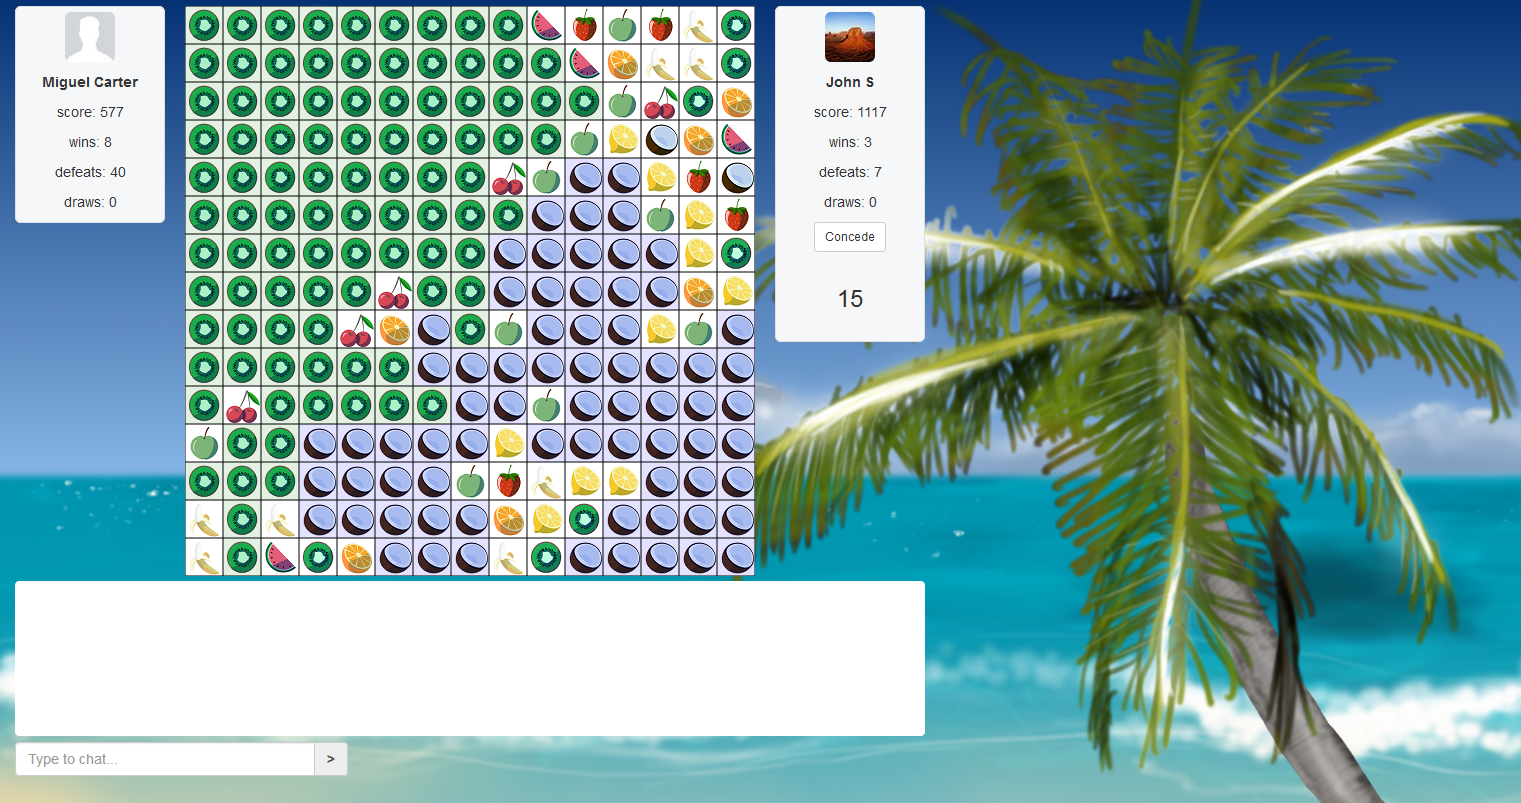 Miguel Carter
score: 577
wins: 8
defeats: 40
draws: 0
John S
score: 1117
wins: 3
defeats: 7
draws: 0
Concede
15
Type to chat...
>